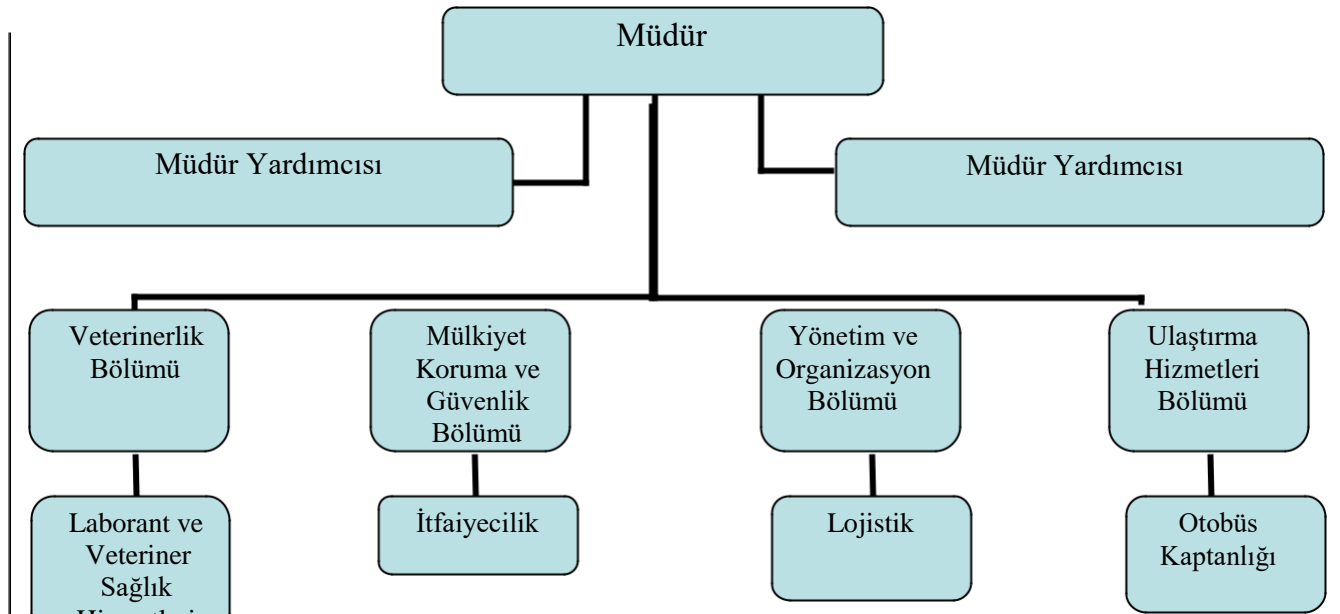 Müdür
Müdür Yardımcısı
Müdür Yardımcısı
Veterinerlik
Bölümü
Mülkiyet
Koruma ve
Güvenlik
Bölümü
Yönetim ve
Organizasyon
Bölümü
Ulaştırma
Hizmetleri
Bölümü
Laborant ve
Veteriner
Sağlık
Hizmetleri
İtfaiyecilik
Lojistik
Otobüs
Kaptanlığı